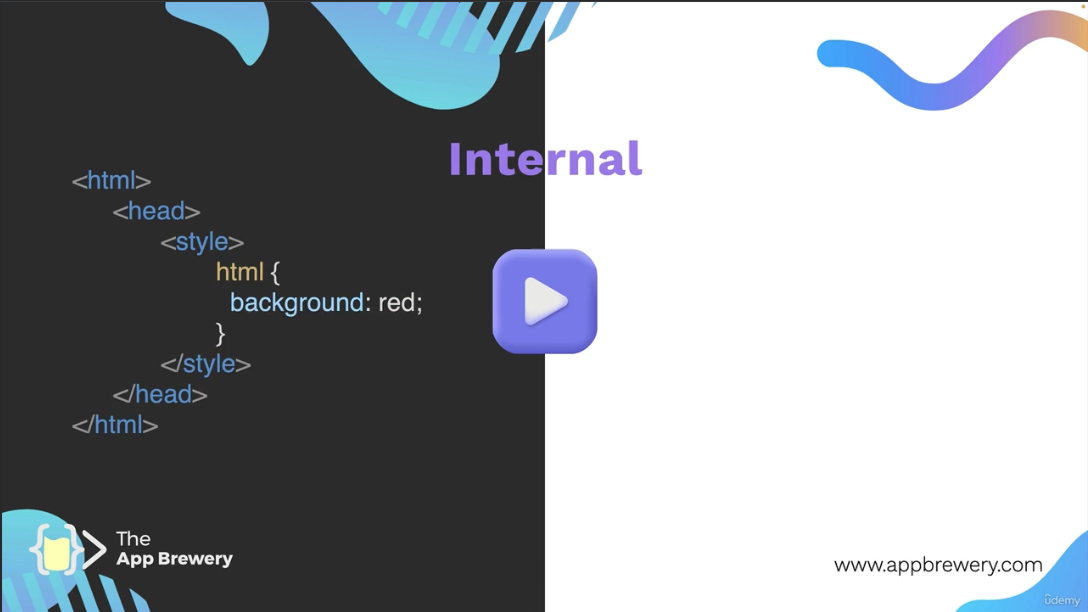 Internal
<html>
<head>
<style>
html {
background: red;
}
</style>
</head>
</html>
The
App Brewery
www.appbrewery.com
ûdemy